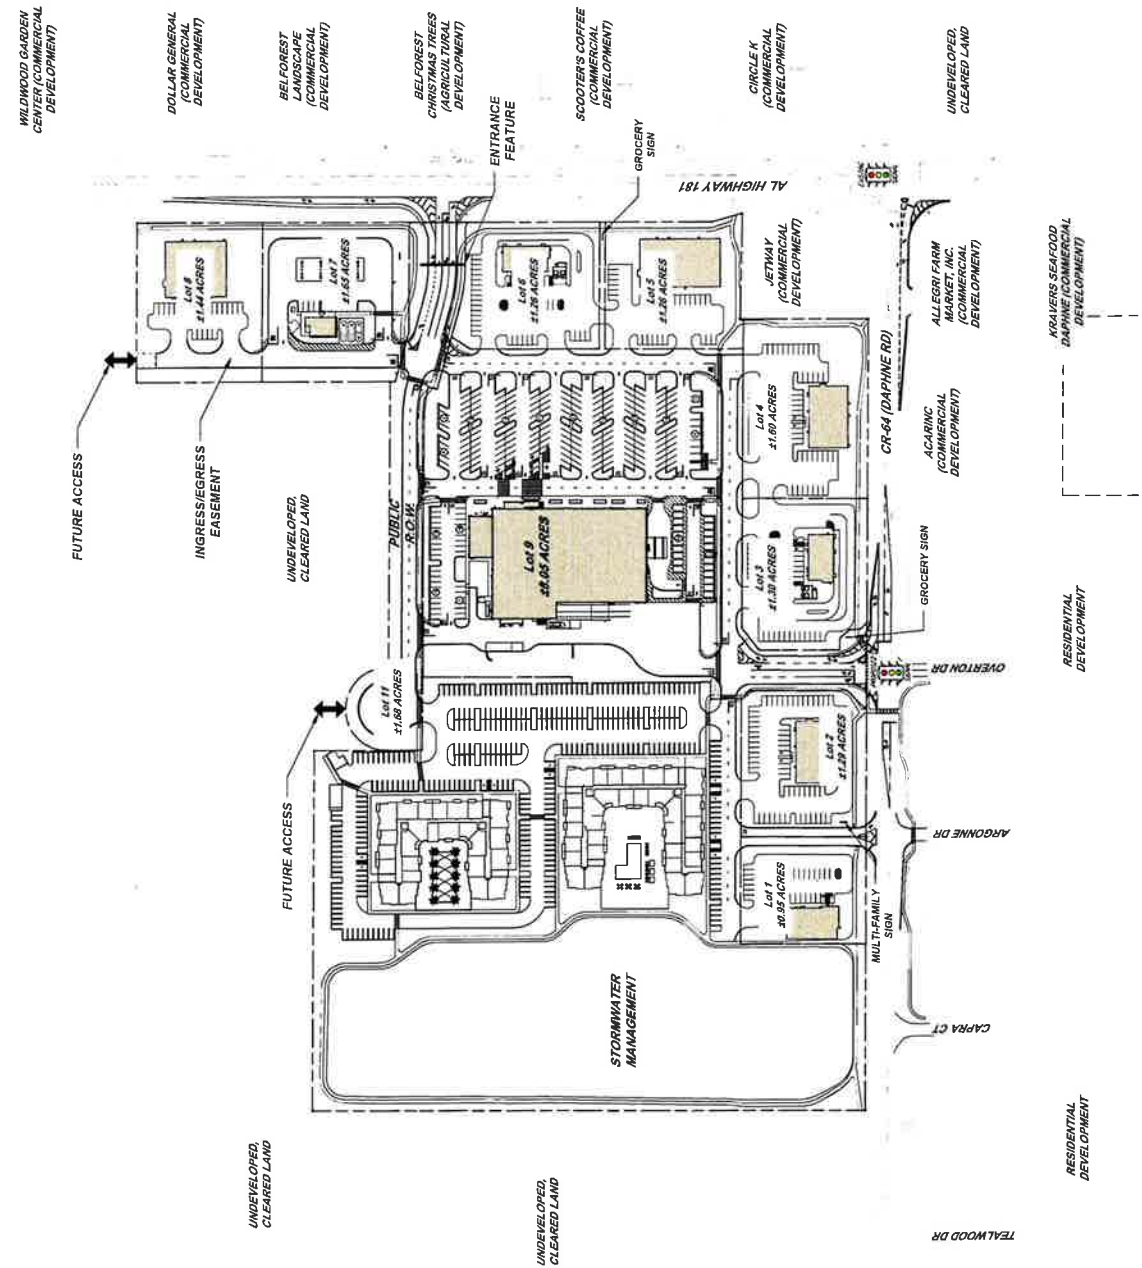 WILDWOOD GARDEN
CENTER (COMMERCIAL
DEVELOPMENT)
DOLLAR GENERAL
(COMMERCIAL
DEVELOPMENT)
BELFOREST
LANDSCAPE
(COMMERCIAL
DEVELOPMENT)
BELFOREST
CHRISTMAS TREES
(AGRICULTURAL
DEVELOPMENT)
SCOOTER'S COFFEE
(COMMERCIAL
DEVELOPMENT)
CIRCLE K
(COMMERCIAL
DEVELOPMENT)
UNDEVELOPED,
CLEARED LAND
ENTRANCE
FEATURE
GROCERY
SIGN
AL HIGHWAY 181
Lot 8
±1.44 ACRES
Lot 7
±1.65 ACRES
Lot 6
±1.26 ACRES
Lot 5
±1.26 ACRES
JETWAY
(COMMERCIAL
DEVELOPMENT)
ALLEGRI FARM
MARKET, INC.
(COMMERCIAL
DEVELOPMENT)
KRAVERS SEAFOOD
DAPHNE (COMMERCIAL
DEVELOPMENT)
FUTURE ACCESS
INGRESS/EGRESS
EASEMENT
UNDEVELOPED,
CLEARED LAND
PUBLIC
R.O.W.
Lot 4
±1.60 ACRES
CR-64 (DAPHNE RD)
ACARINC
(COMMERCIAL
DEVELOPMENT)
Lot 9
±8.05 ACRES
Lot 3
±1.30 ACRES
GROCERY SIGN
RESIDENTIAL
DEVELOPMENT
OVERTON DR
Lot 11
±1.68 ACRES
FUTURE ACCESS
Lot 2
±1.29 ACRES
ARGONNE DR
Lot 1
±0.95 ACRES
MULTI-FAMILY
SIGN
STORMWATER
MANAGEMENT
CAPRA CT
UNDEVELOPED,
CLEARED LAND
UNDEVELOPED,
CLEARED LAND
RESIDENTIAL
DEVELOPMENT
TEALWOOD DR